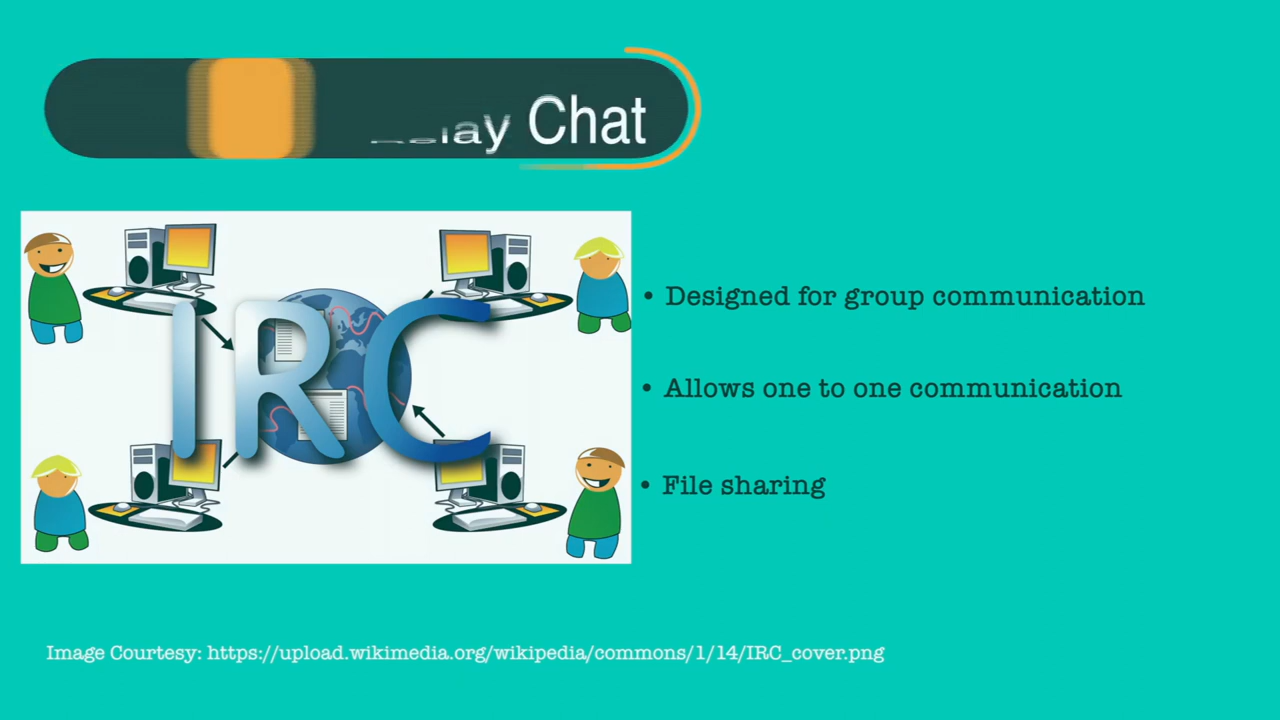 Chat
IRC
• Designed for group communication
• Allows one to one communication
• File sharing
Image Courtesy: https://upload.wikimedia.org/wikipedia/commons/1/14/IRC_cover.png